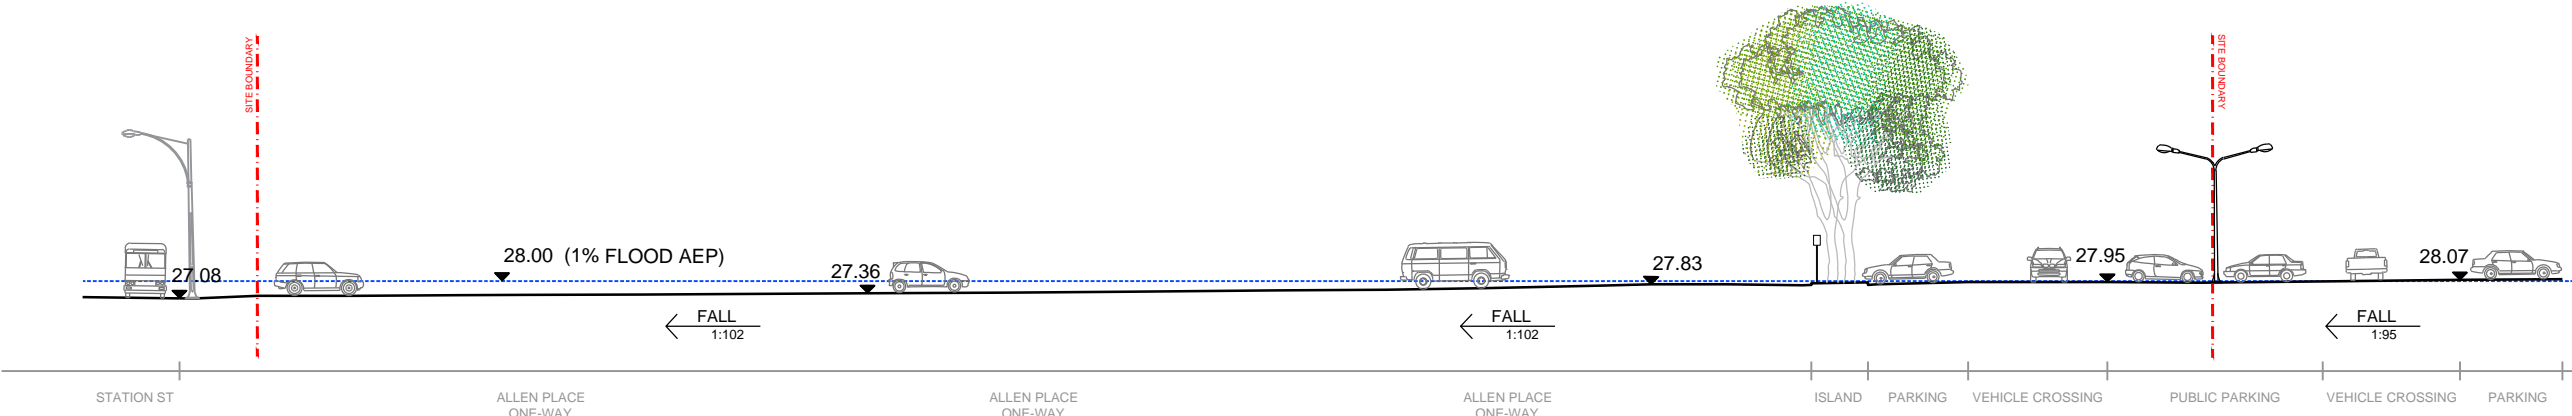 SITE BOUNDARY
SITE BOUNDARY
27.08
28.00 (1% FLOOD AEP)
27.36
27.83
27.95
28.07
FALL
1:102
FALL
1:102
FALL
1:95
STATION ST
ALLEN PLACE
ONE-WAY
ALLEN PLACE
ONE-WAY
ALLEN PLACE
ONE-WAY
ISLAND
PARKING
VEHICLE CROSSING
PUBLIC PARKING
VEHICLE CROSSING
PARKING